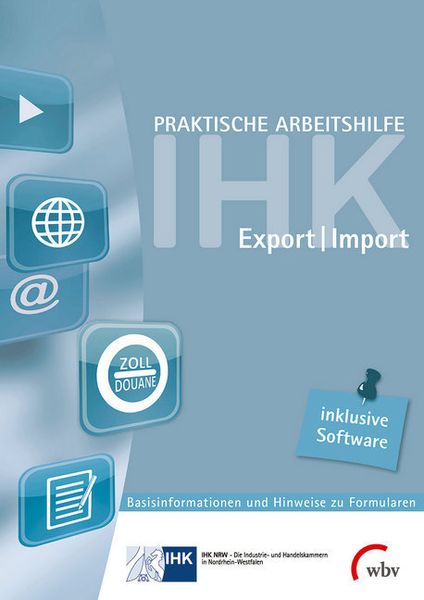 PRAKTISCHE ARBEITSHILFE
IHK
Export|Import
@
ZOLL
DOUANE
inklusive
Software
Basisinformationen und Hinweise zu Formularen
IHK
IHK NRW - Die Industrie- und Handelskammern
in Nordrhein-Westfalen
wbv